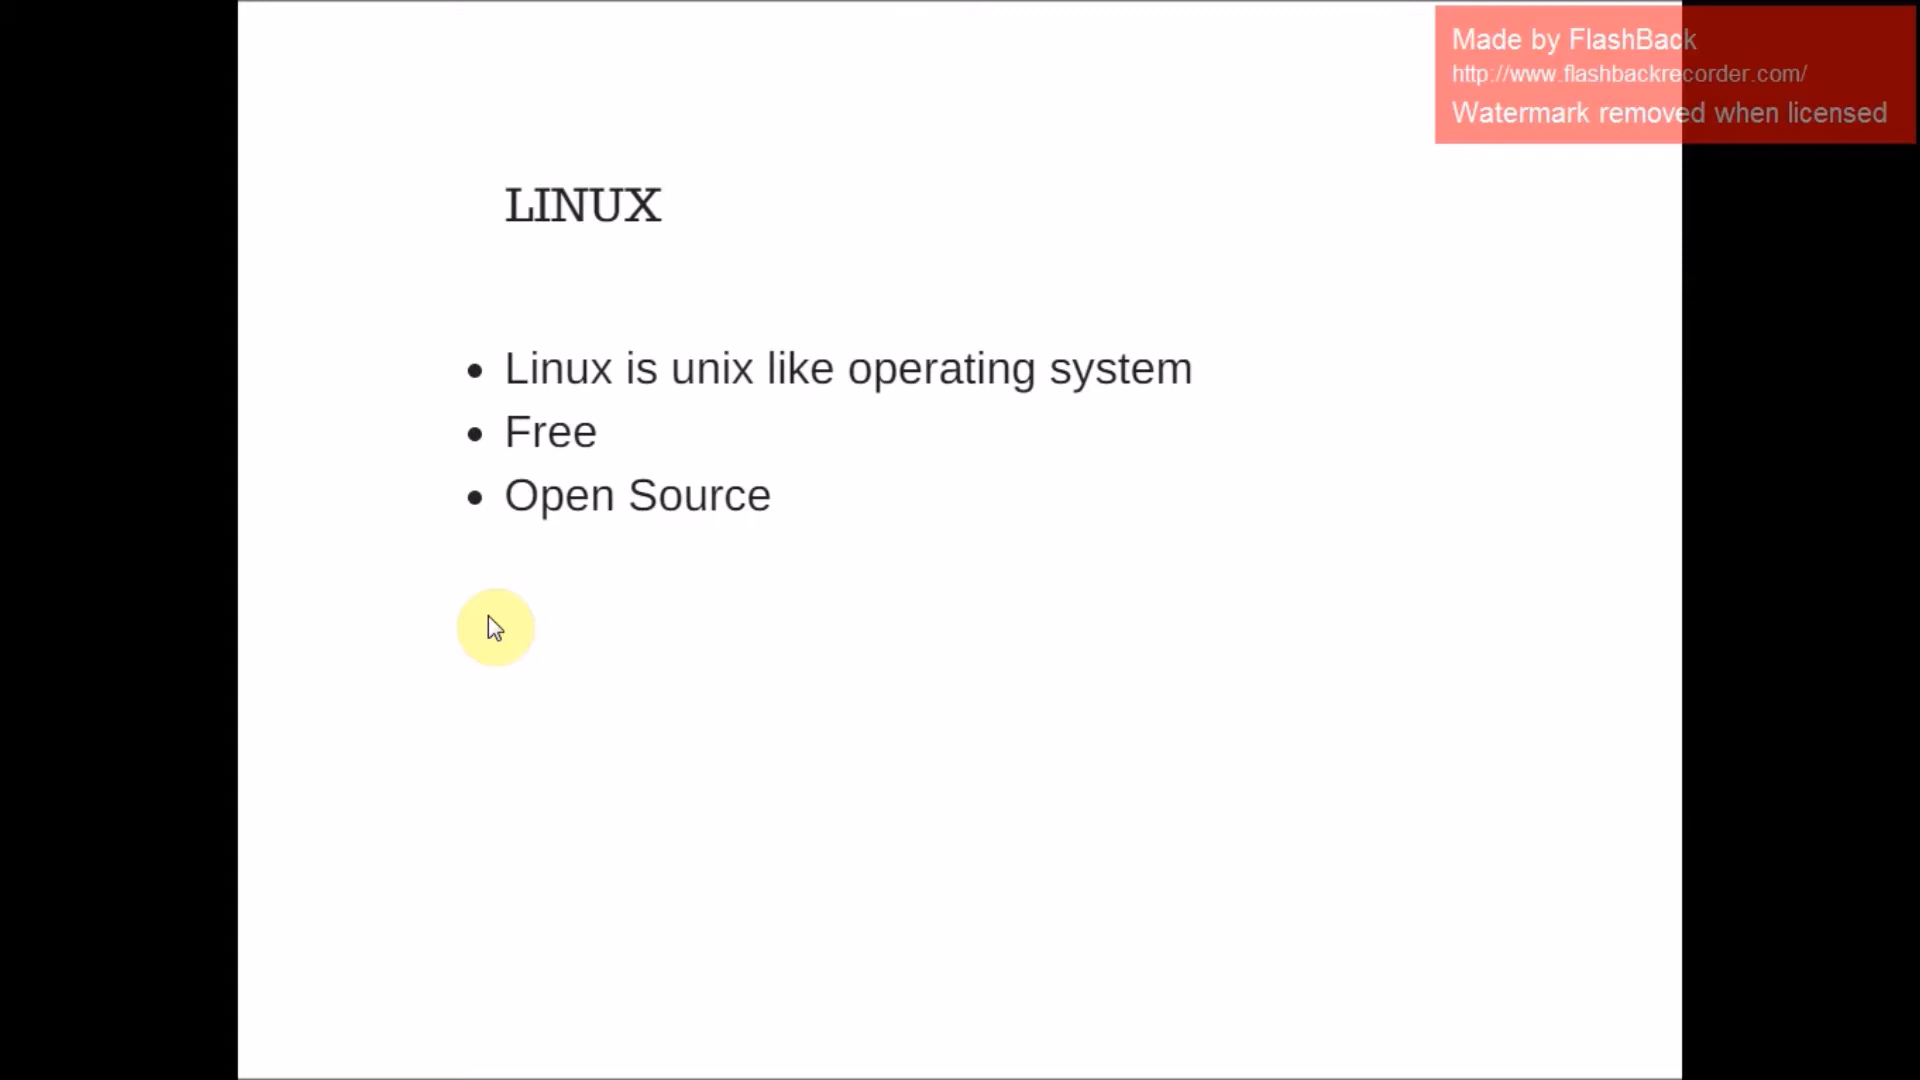 Made by FlashBack
http://www.flashbackrecorder.com/
Watermark removed when licensed
LINUX
• Linux is unix like operating system
• Free
• Open Source